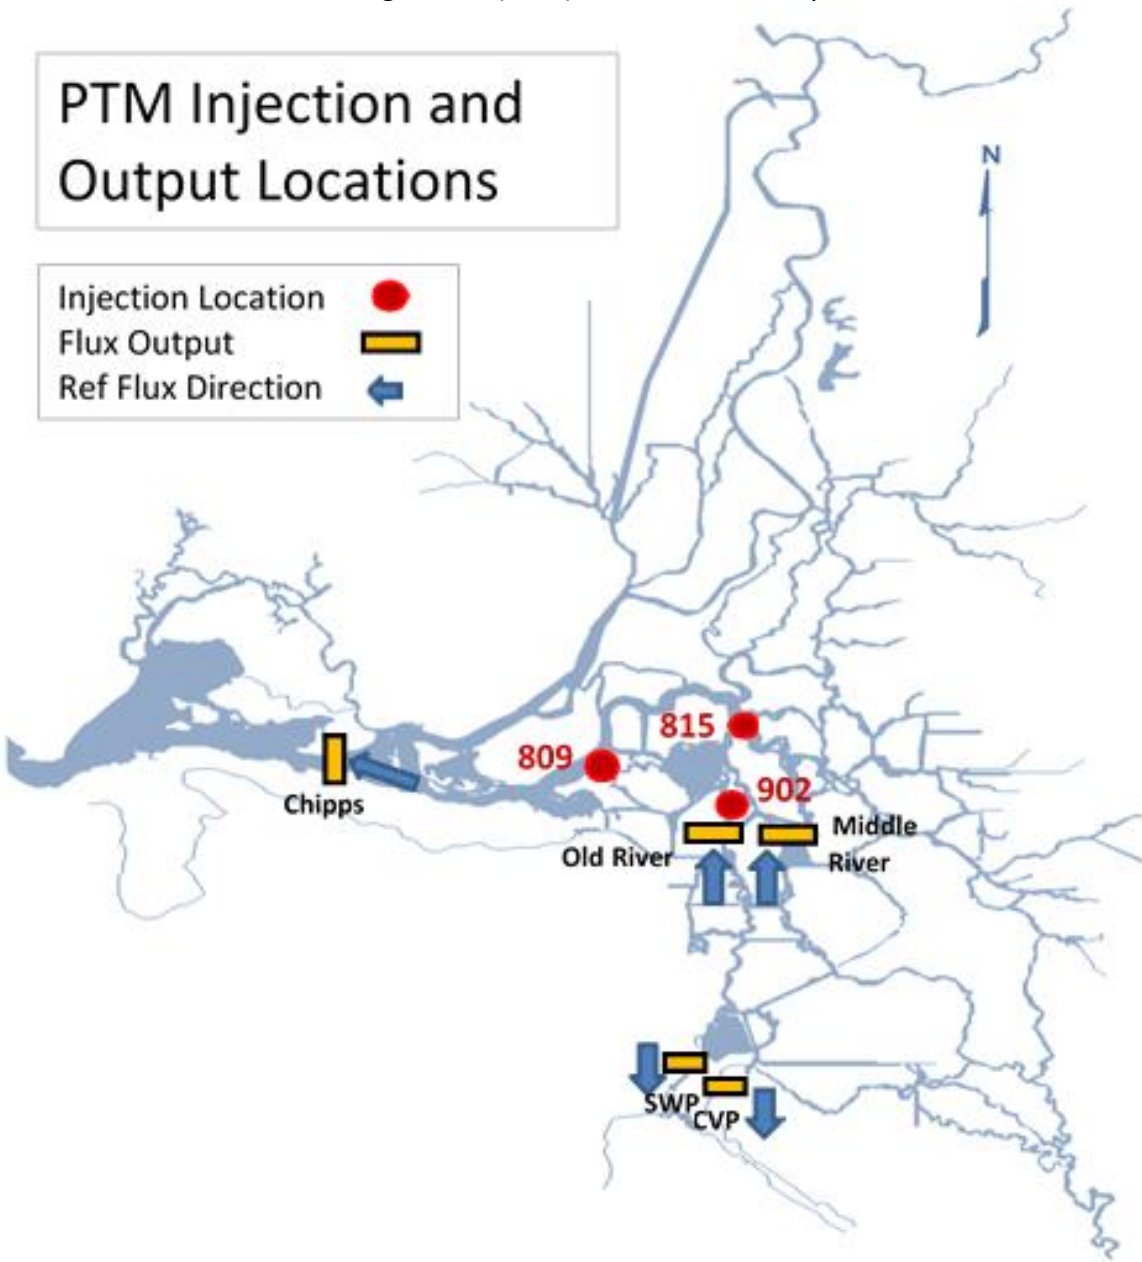 PTM Injection and
Output Locations
N
Injection Location
Flux Output
Ref Flux Direction
815
809
902
Chipps
Middle
River
Old River
SWP
CVP